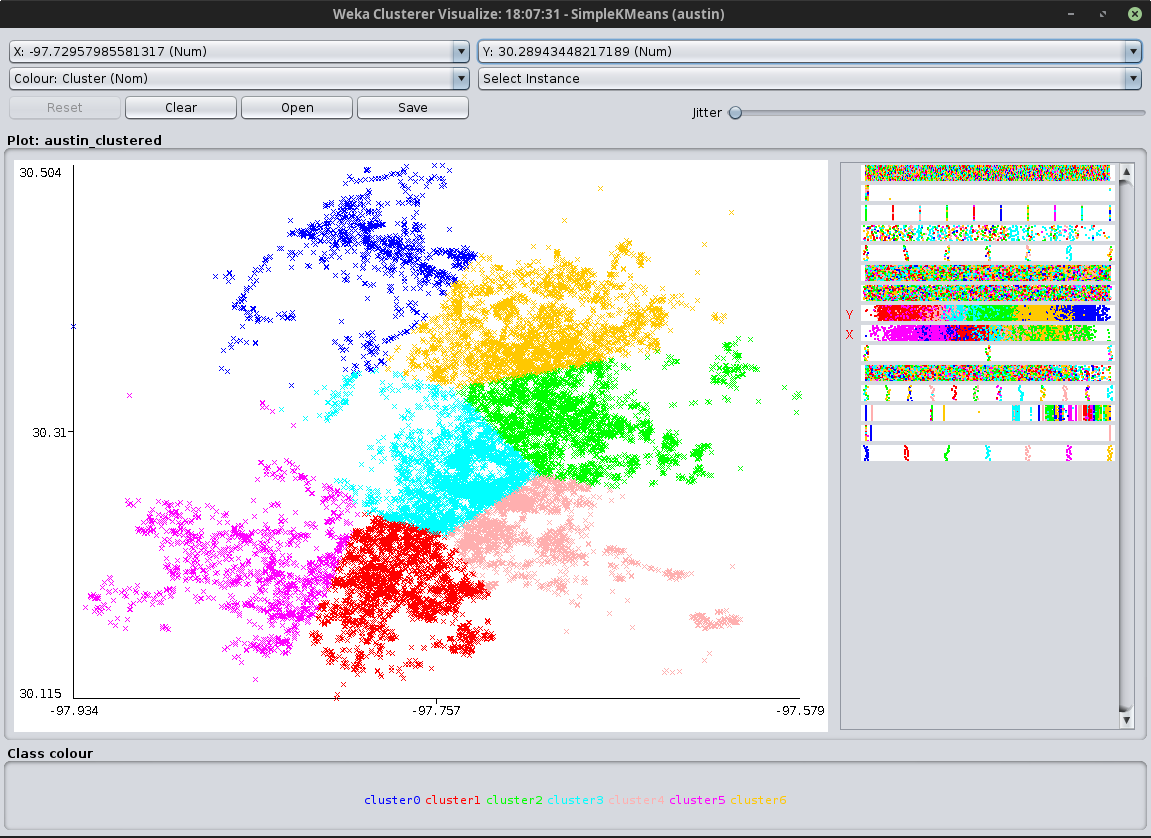 Weka Clusterer Visualize: 18:07:31 - SimpleKMeans (austin)
X: -97.72957985581317 (Num) Y: 30.28943448217189 (Num)
Colour: Cluster (Nom) Select Instance
Reset Clear Open Save Jitter
Plot: austin_clustered
30.504
Y
X
30.31
30.115
-97.934 -97.757 -97.579
Class colour
cluster0 cluster1 cluster2 cluster3 cluster4 cluster5 cluster6